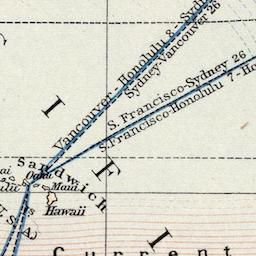 Vancouver, Honolulu 8, Syd
Sydney-Vancouver 26
S. Francisco-Sydney 26
S. Francisco-Honolulu 7-Ho
C I F I
Sandwich Is
Oahu
Maui
Hawaii
U.S.A.)
Current